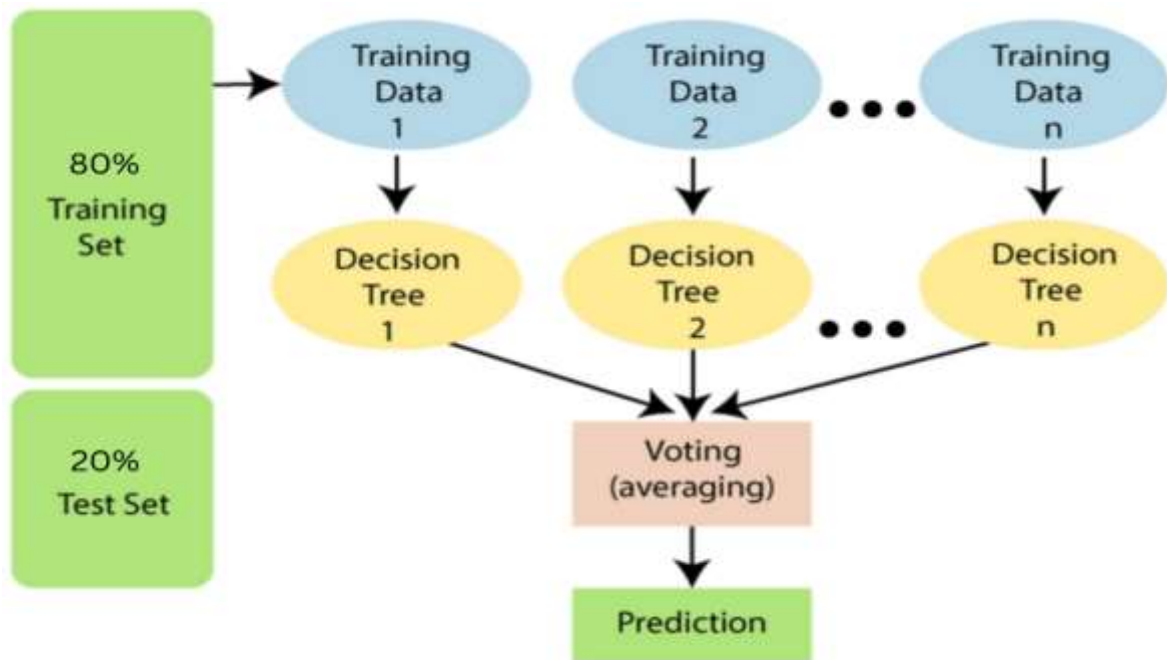 80%
Training
Set
20%
Test Set
Training
Data
1
Training
Data
2
Training
Data
n
Decision
Tree
1
Decision
Tree
2
Decision
Tree
n
Voting
(averaging)
Prediction